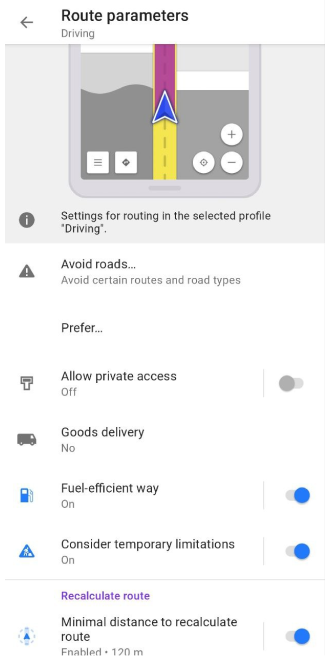 Route parameters
Driving
Settings for routing in the selected profile
"Driving".
Avoid roads...
Avoid certain routes and road types
Prefer...
Allow private access
Off
Goods delivery
No
Fuel-efficient way
On
Consider temporary limitations
On
Recalculate route
Minimal distance to recalculate
route
Enabled • 120 m